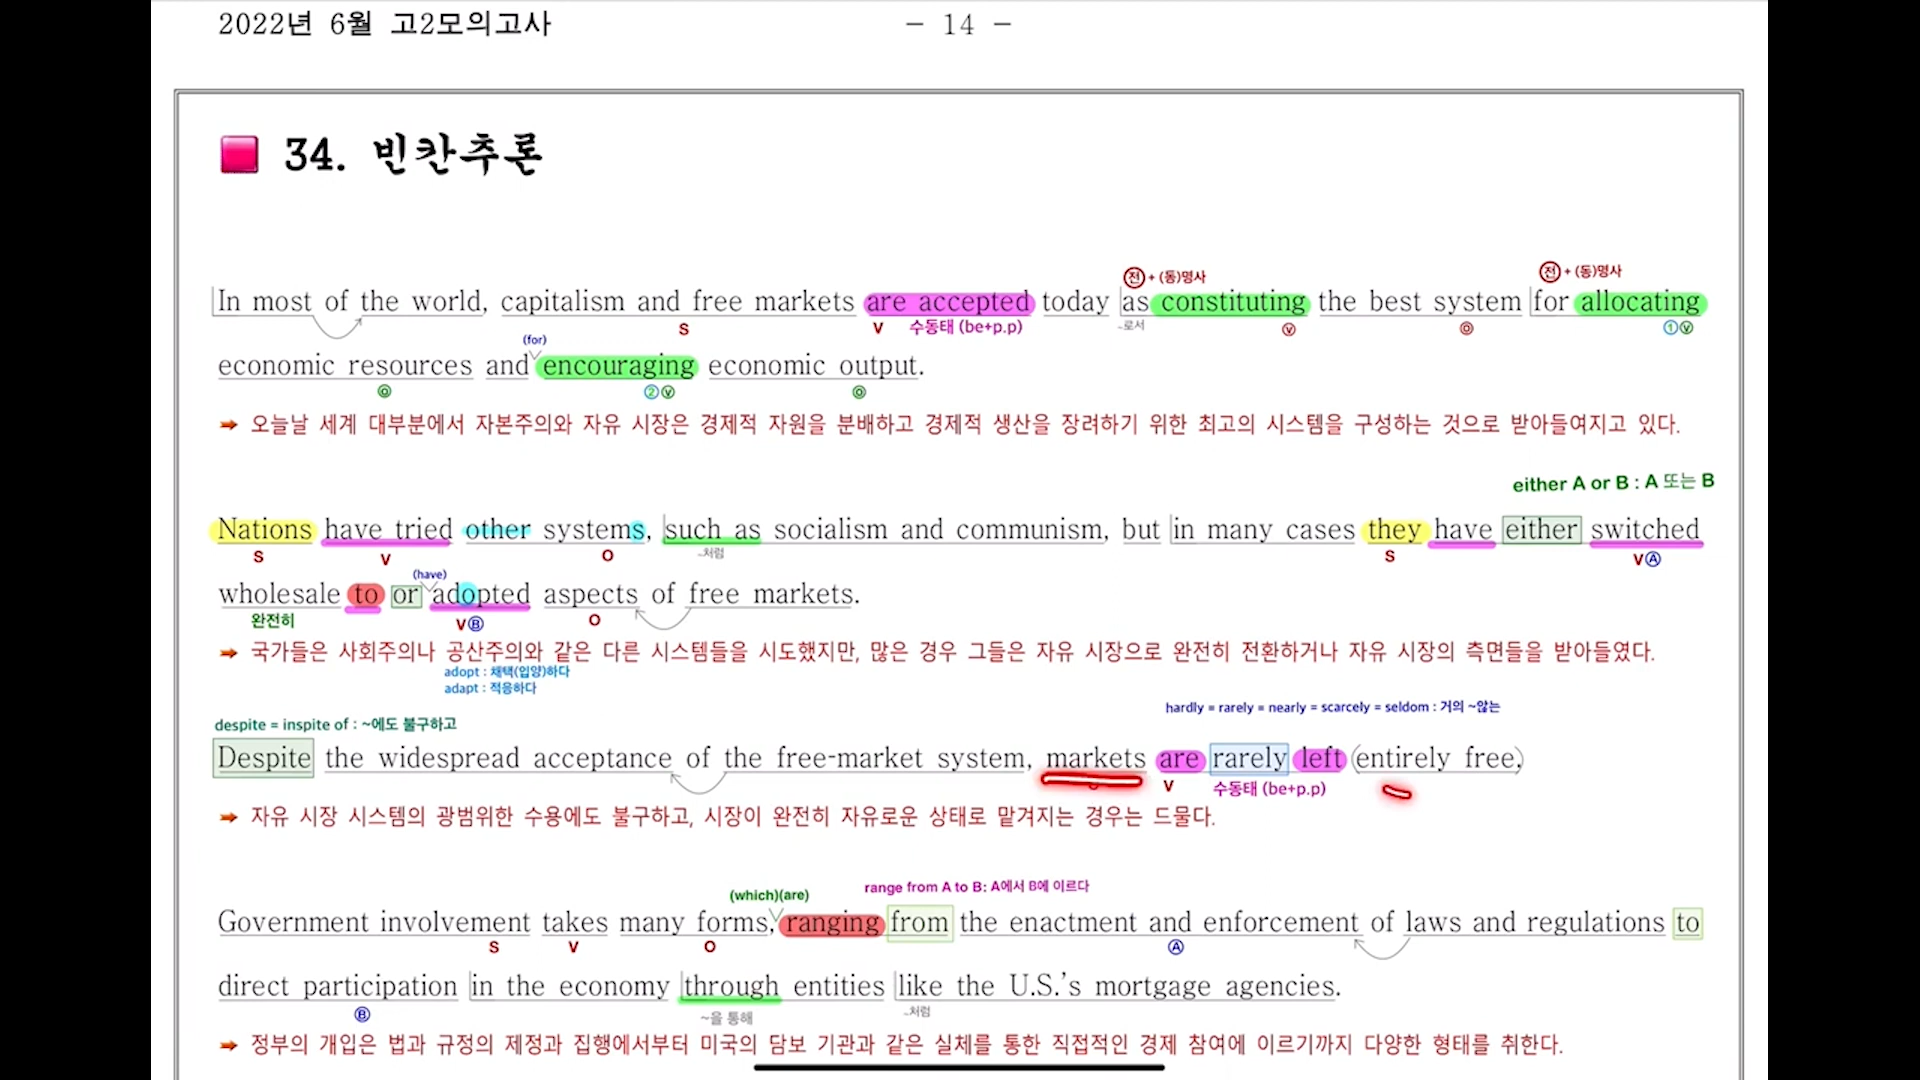 2022년 6월 고2모의고사 － 14 －
34. 빈칸추론
전 + (동)명사 전 + (동)명사
In most of the world, capitalism and free markets are accepted today as constituting the best system for allocating
S V 수동태 (be+p.p) ~로서 ⓥ ⓞ ①ⓥ
(for)
economic resources and encouraging economic output.
ⓞ ②ⓥ ⓞ
➡ 오늘날 세계 대부분에서 자본주의와 자유 시장은 경제적 자원을 분배하고 경제적 생산을 장려하기 위한 최고의 시스템을 구성하는 것으로 받아들여지고 있다.
either A or B : A 또는 B
Nations have tried other systems, such as socialism and communism, but in many cases they have either switched
S V O ~처럼 S VⒶ
(have)
wholesale to or adopted aspects of free markets.
완전히 VⒷ O
➡ 국가들은 사회주의나 공산주의와 같은 다른 시스템들을 시도했지만, 많은 경우 그들은 자유 시장으로 완전히 전환하거나 자유 시장의 측면들을 받아들였다.
adopt : 채택(입양)하다
adapt : 적응하다
despite = inspite of : ~에도 불구하고 hardly = rarely = nearly = scarcely = seldom : 거의 ~않는
Despite the widespread acceptance of the free-market system, markets are rarely left (entirely free.)
V 수동태 (be+p.p)
➡ 자유 시장 시스템의 광범위한 수용에도 불구하고, 시장이 완전히 자유로운 상태로 맡겨지는 경우는 드물다.
(which)(are) range from A to B: A에서 B에 이르다
Government involvement takes many forms, ranging from the enactment and enforcement of laws and regulations to
S V O Ⓐ
direct participation in the economy through entities like the U.S.'s mortgage agencies.
Ⓑ ~을 통해 ~처럼
➡ 정부의 개입은 법과 규정의 제정과 집행에서부터 미국의 담보 기관과 같은 실체를 통한 직접적인 경제 참여에 이르기까지 다양한 형태를 취한다.